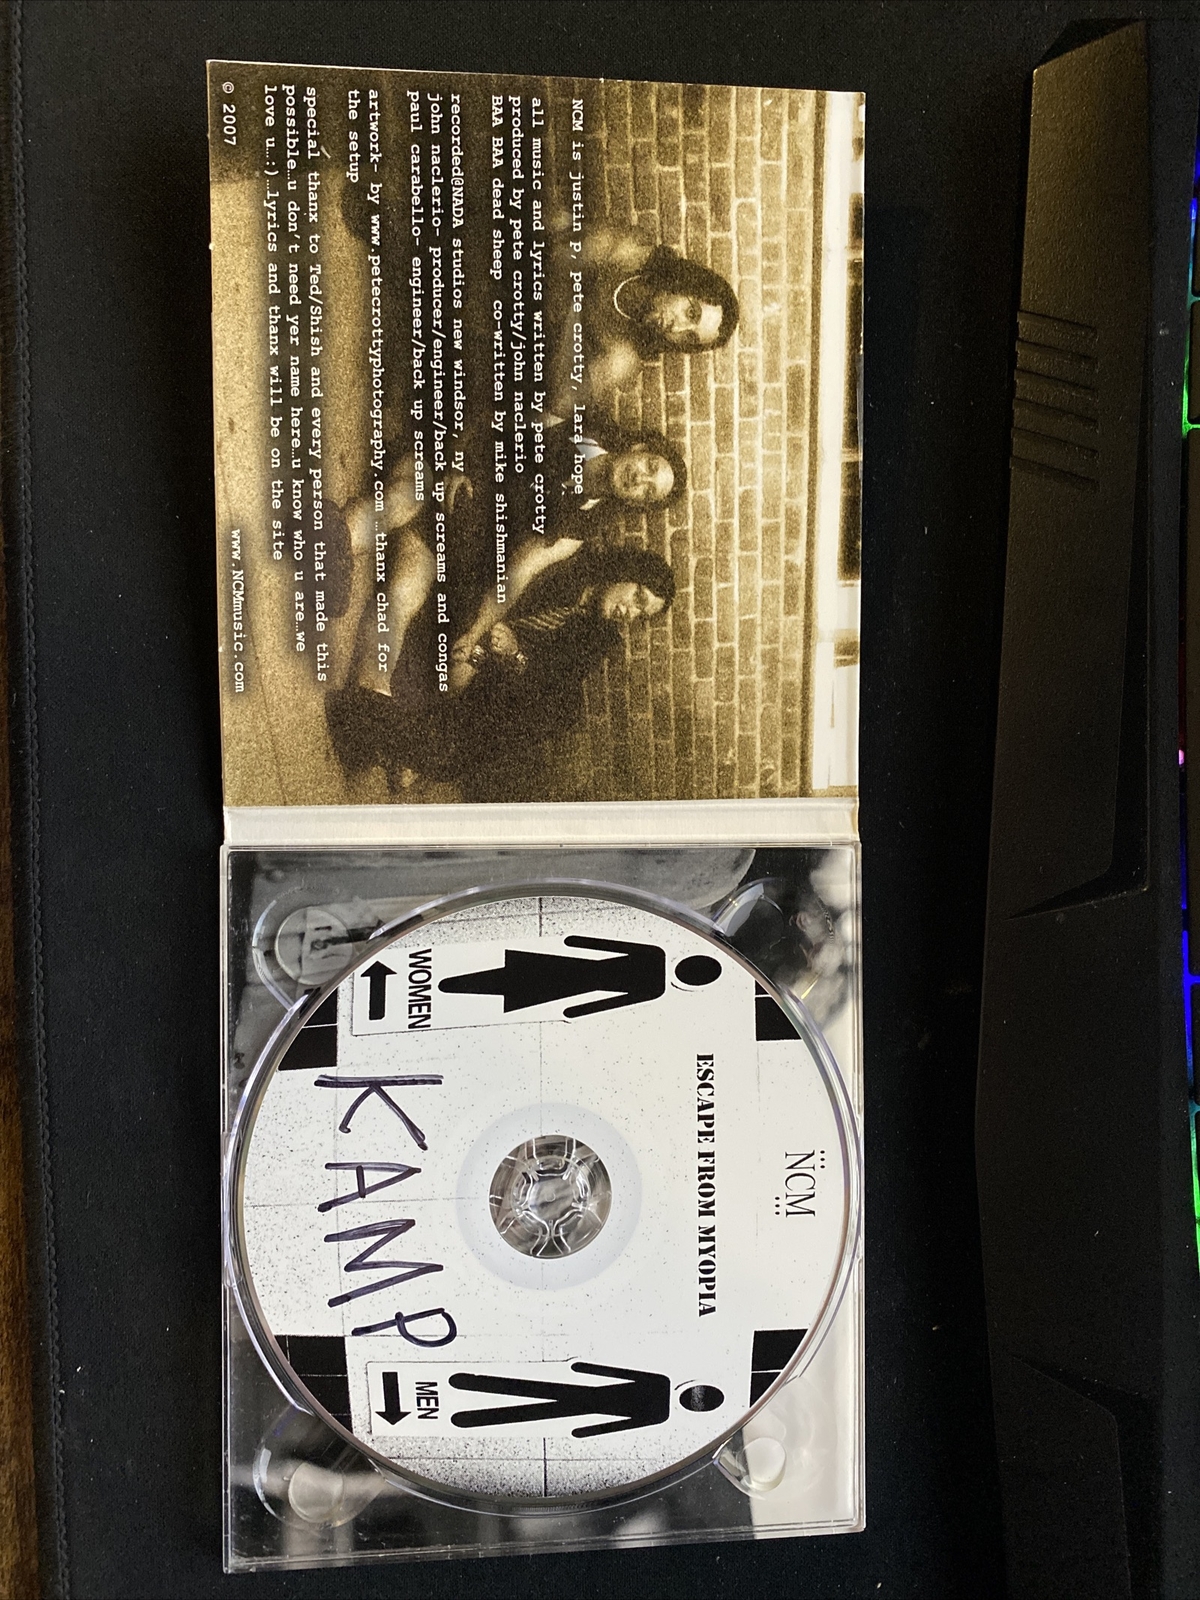 NCM is justin p, pete crotty, lara hope
all music and lyrics written by pete crotty
produced by pete crotty/john naclerio
BAA BAA dead sheep co-written by mike shishmanian
recorded@NADA studios new windsor, ny
john naclerio- producer/engineer/back up screams and congas
paul carabello- engineer/back up screams
artwork- by www.petecrottyphotography.com ...thanx chad for
the setup
special thanx to Ted/Shish and every person that made this
possible...u don't need yer name here...u know who u are...we
love u...:)...lyrics and thanx will be on the site
© 2007
www.NCMmusic.com
...NCM...
ESCAPE FROM MYOPIA
WOMEN
MEN
KAMP